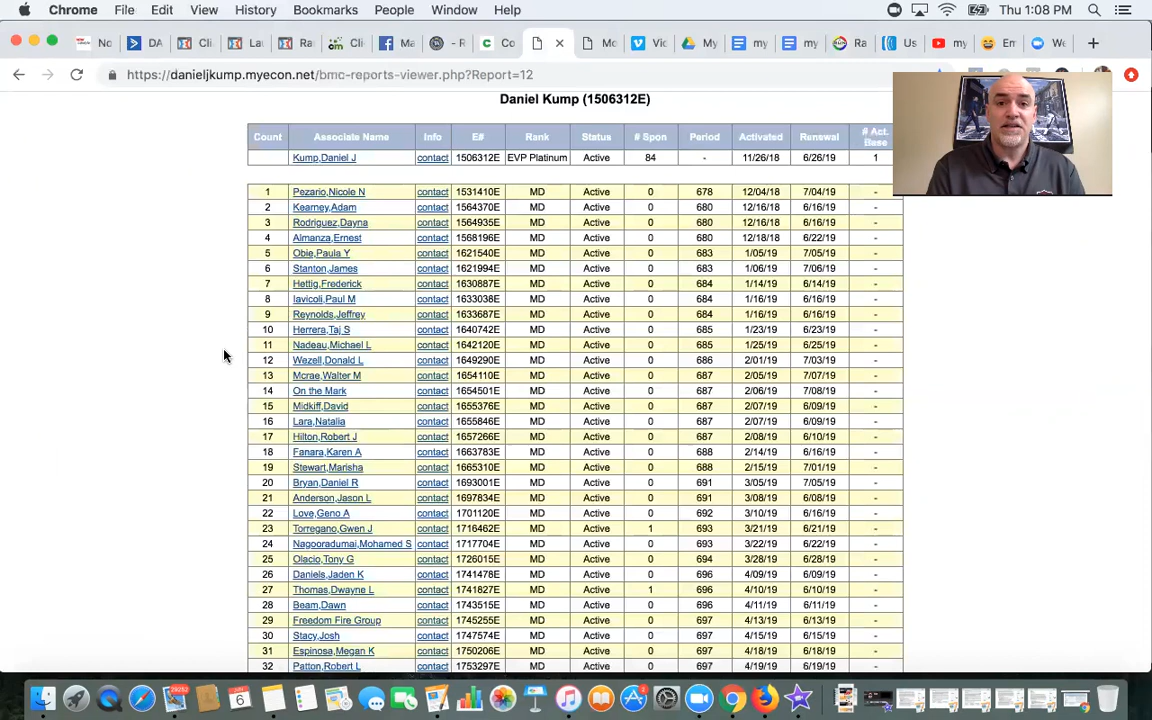 Chrome File Edit View History Bookmarks People Window Help Thu 1:08 PM
No DA Cli Lau Rai Cli Ma - R Co Mo Vic My my my Ra Us my Em We
https://danieljkump.myecon.net/bmc-reports-viewer.php?Report=12
Daniel Kump (1506312E)
Count Associate Name Info E# Rank Status # Spon Period Activated Renewal # Act. Base
Kump,Daniel J contact 1506312E EVP Platinum Active 84 - 11/26/18 6/26/19 1
1 Pezario,Nicole N contact 1531410E MD Active 0 678 12/04/18 7/04/19 -
2 Kearney,Adam contact 1564370E MD Active 0 680 12/16/18 6/16/19 -
3 Rodriguez,Dayna contact 1564935E MD Active 0 680 12/16/18 6/16/19 -
4 Almanza,Ernest contact 1568196E MD Active 0 680 12/18/18 6/22/19 -
5 Obie,Paula Y contact 1621540E MD Active 0 683 1/05/19 7/05/19 -
6 Stanton,James contact 1621994E MD Active 0 683 1/06/19 7/06/19 -
7 Hettig,Frederick contact 1630887E MD Active 0 684 1/14/19 6/14/19 -
8 Iavicoli,Paul M contact 1633038E MD Active 0 684 1/16/19 6/16/19 -
9 Reynolds,Jeffrey contact 1633687E MD Active 0 684 1/16/19 6/16/19 -
10 Herrera,Taj S contact 1640742E MD Active 0 685 1/23/19 6/23/19 -
11 Nadeau,Michael L contact 1642120E MD Active 0 685 1/25/19 6/25/19 -
12 Wezell,Donald L contact 1649290E MD Active 0 686 2/01/19 7/03/19 -
13 Mcrae,Walter M contact 1654110E MD Active 0 687 2/05/19 7/07/19 -
14 On the Mark contact 1654501E MD Active 0 687 2/06/19 7/08/19 -
15 Midkiff,David contact 1655376E MD Active 0 687 2/07/19 6/09/19 -
16 Lara,Natalia contact 1655846E MD Active 0 687 2/07/19 6/09/19 -
17 Hilton,Robert J contact 1657266E MD Active 0 687 2/08/19 6/10/19 -
18 Fanara,Karen A contact 1663783E MD Active 0 688 2/14/19 6/16/19 -
19 Stewart,Marisha contact 1665310E MD Active 0 688 2/15/19 7/01/19 -
20 Bryan,Daniel R contact 1693001E MD Active 0 691 3/05/19 7/05/19 -
21 Anderson,Jason L contact 1697834E MD Active 0 691 3/08/19 6/08/19 -
22 Love,Geno A contact 1701120E MD Active 0 692 3/10/19 6/16/19 -
23 Torregano,Gwen J contact 1716462E MD Active 1 693 3/21/19 6/21/19 -
24 Nagooradumai,Mohamed S contact 1717704E MD Active 0 693 3/22/19 6/22/19 -
25 Olacio,Tony G contact 1726015E MD Active 0 694 3/28/19 6/28/19 -
26 Daniels,Jaden K contact 1741478E MD Active 0 696 4/09/19 6/09/19 -
27 Thomas,Dwayne L contact 1741827E MD Active 1 696 4/10/19 6/10/19 -
28 Beam,Dawn contact 1743515E MD Active 0 696 4/11/19 6/11/19 -
29 Freedom Fire Group contact 1745255E MD Active 0 697 4/13/19 6/13/19 -
30 Stacy,Josh contact 1747574E MD Active 0 697 4/15/19 6/15/19 -
31 Espinosa,Megan K contact 1750206E MD Active 0 697 4/18/19 6/18/19 -
32 Patton,Robert L contact 1753297E MD Active 0 697 4/19/19 6/19/19 -